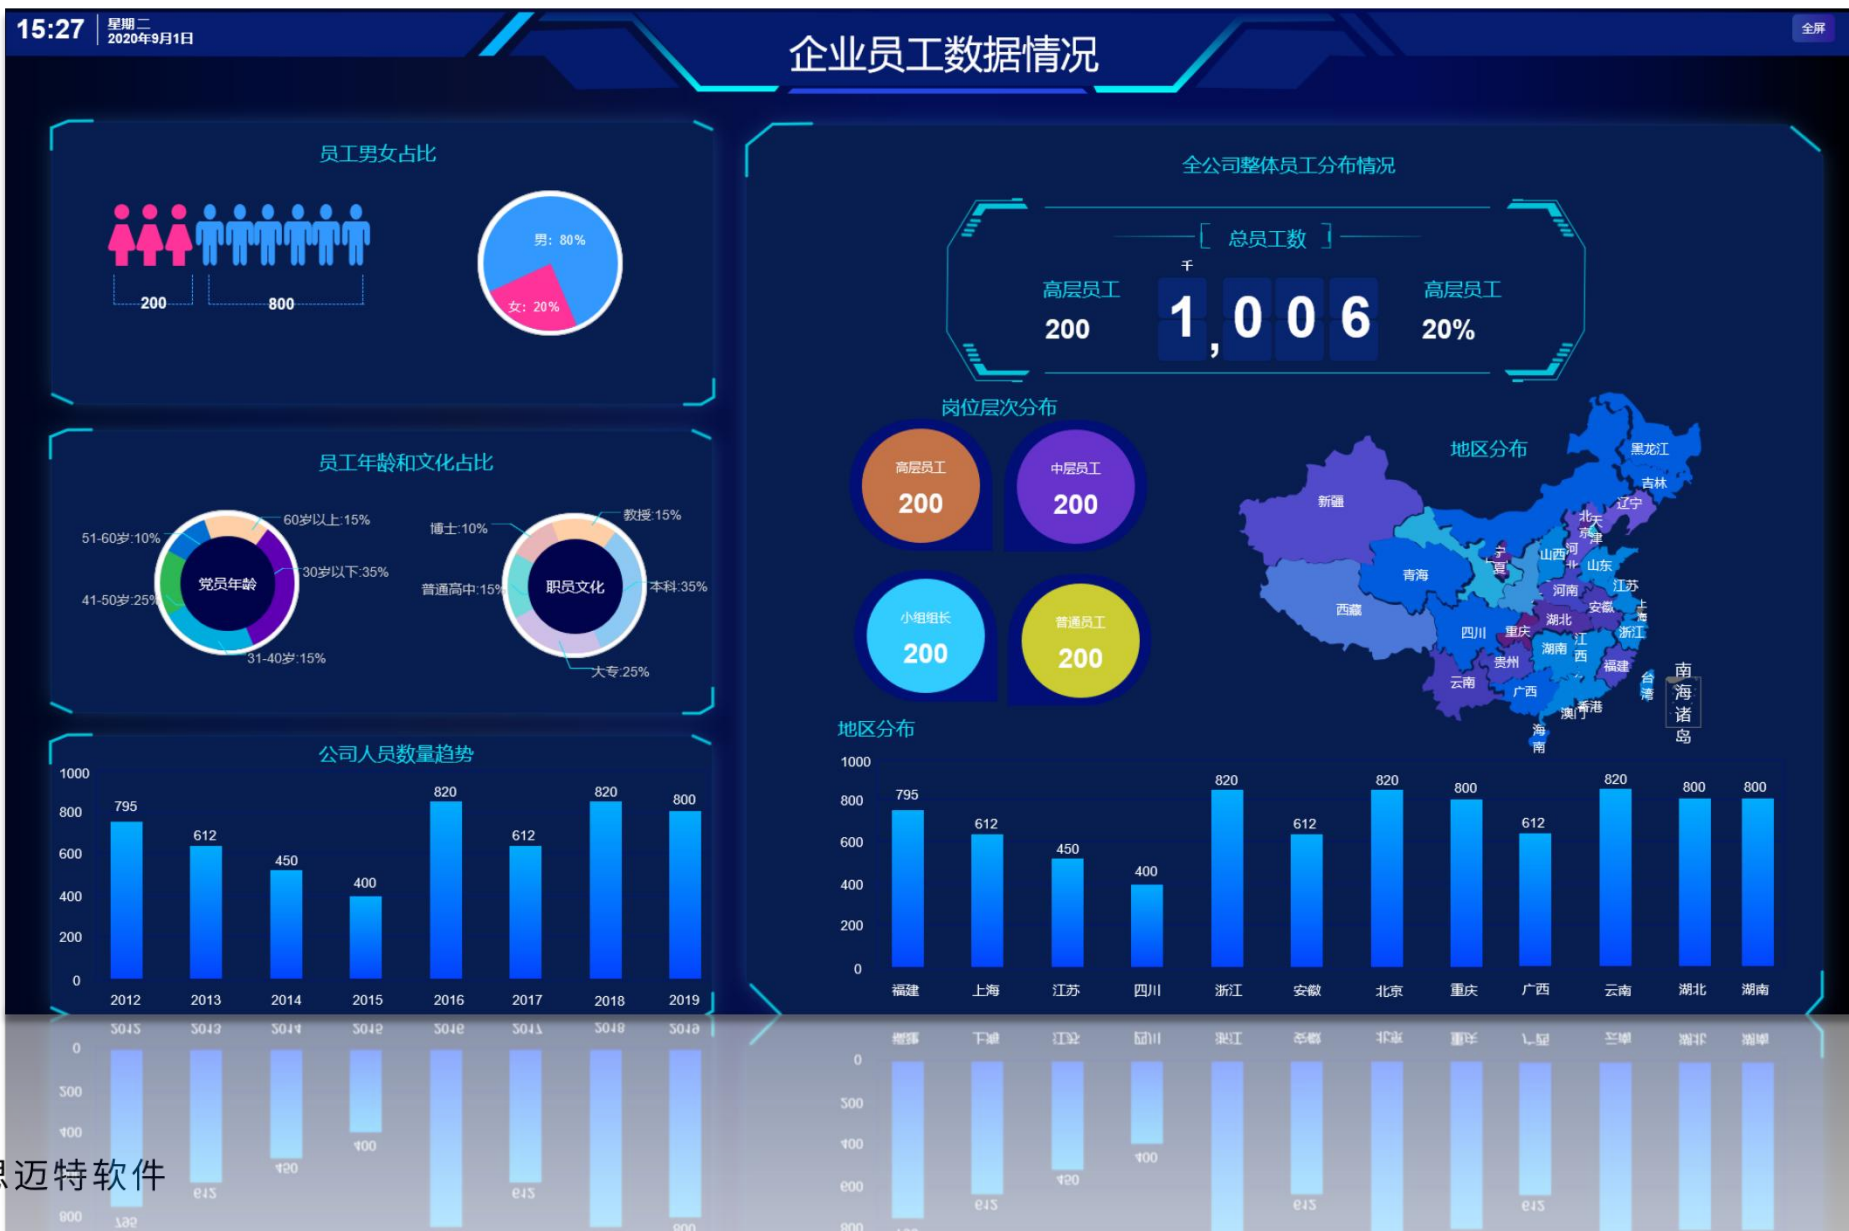 15:27
星期二
2020年9月1日
企业员工数据情况
全屏
员工男女占比
200
800
男: 80%
女: 20%
员工年龄和文化占比
60岁以上:15%
51-60岁:10%
30岁以下:35%
党员年龄
41-50岁:25%
31-40岁:15%
教授:15%
博士:10%
普通高中:15%
职员文化
本科:35%
大专:25%
公司人员数量趋势
1000
800
600
400
200
0
795
612
450
400
820
612
820
800
2012
2013
2014
2015
2016
2017
2018
2019
全公司整体员工分布情况
总员工数
千
高层员工
200
1,006
高层员工
20%
岗位层次分布
高层员工
200
中层员工
200
小组组长
200
普通员工
200
地区分布
黑龙江
吉林
辽宁
新疆
北京
天津
宁夏
山西
河北
山东
青海
河南
江苏
西藏
安徽
上海
四川
重庆
湖北
浙江
湖南
江西
贵州
福建
云南
广西
台湾
澳门
香港
海南
南海诸岛
地区分布
1000
800
600
400
200
0
795
612
450
400
820
612
820
800
612
820
800
800
福建
上海
江苏
四川
浙江
安徽
北京
重庆
广西
云南
湖北
湖南
迈特软件